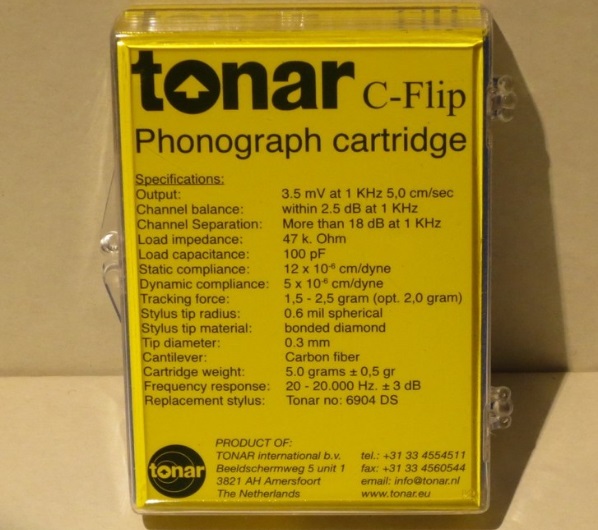 tonar C-Flip
Phonograph cartridge
Specifications:
Output: 3.5 mV at 1 KHz 5,0 cm/sec
Channel balance: within 2.5 dB at 1 KHz
Channel Separation: More than 18 dB at 1 KHz
Load impedance: 47 k. Ohm
Load capacitance: 100 pF
Static compliance: 12 x 10⁻⁶ cm/dyne
Dynamic compliance: 5 x 10⁻⁶ cm/dyne
Tracking force: 1,5 - 2,5 gram (opt. 2,0 gram)
Stylus tip radius: 0.6 mil spherical
Stylus tip material: bonded diamond
Tip diameter: 0.3 mm
Cantilever: Carbon fiber
Cartridge weight: 5.0 grams ± 0,5 gr
Frequency response: 20 - 20.000 Hz. ± 3 dB
Replacement stylus: Tonar no: 6904 DS
tonar
PRODUCT OF:
TONAR international b.v. tel.: +31 33 4554511
Beeldschermweg 5 unit 1 fax: +31 33 4560544
3821 AH Amersfoort email: info@tonar.nl
The Netherlands www.tonar.eu